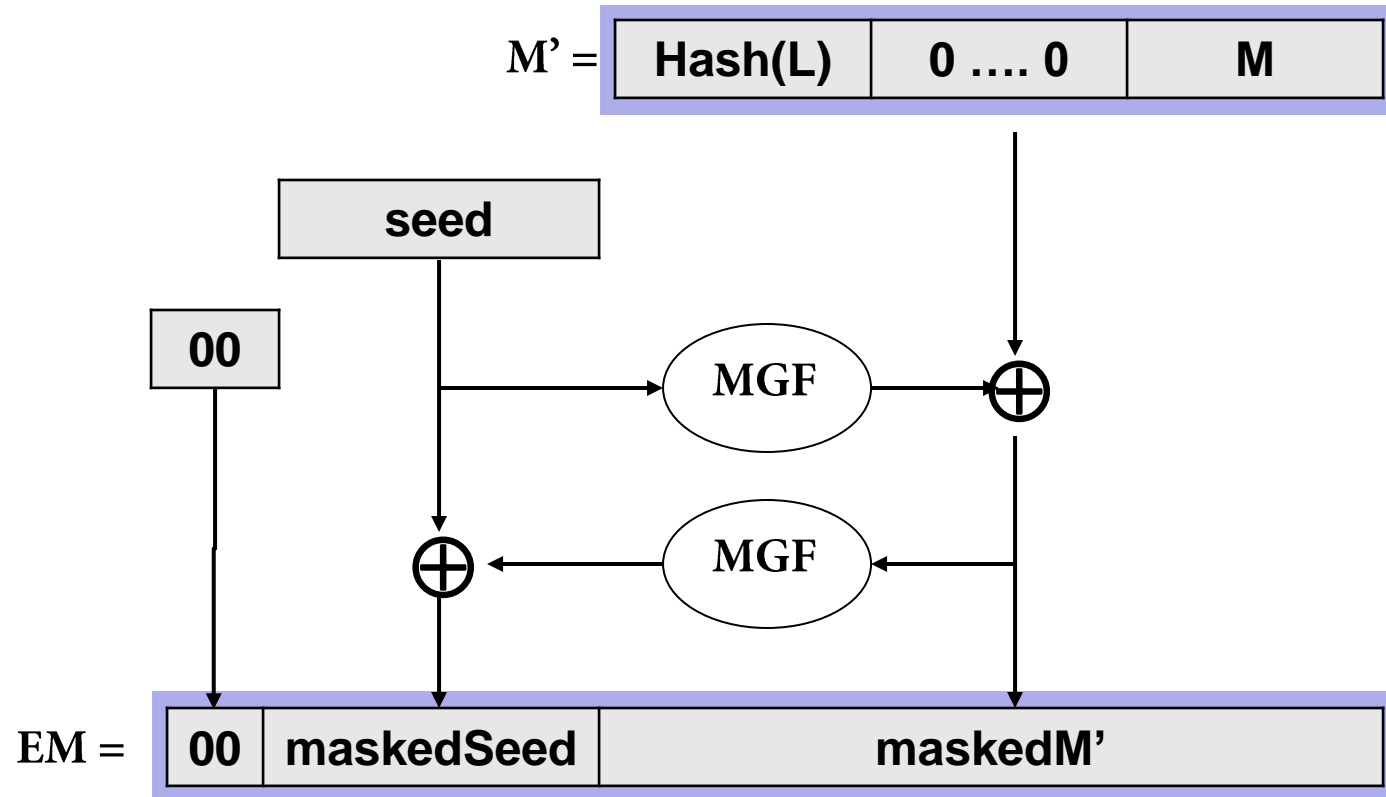 M’ = Hash(L) 0 .... 0 M
seed
00
MGF
MGF
EM = 00 maskedSeed maskedM'